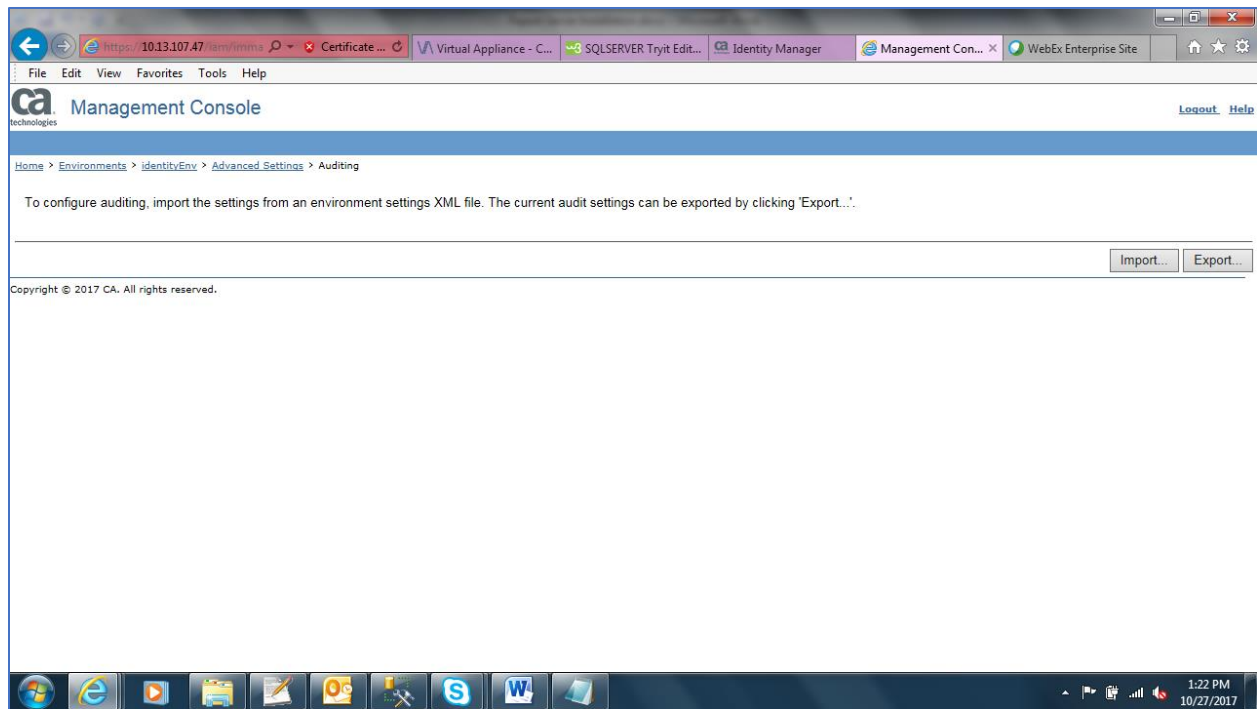 https://10.13.107.47/iam/imma
Certificate ...
Virtual Appliance - C...
SQLSERVER Tryit Edit...
ca Identity Manager
Management Con...
WebEx Enterprise Site
File Edit View Favorites Tools Help
ca technologies
Management Console
Logout Help
Home > Environments > identityEnv > Advanced Settings > Auditing
To configure auditing, import the settings from an environment settings XML file. The current audit settings can be exported by clicking 'Export...'.
Import... Export...
Copyright © 2017 CA. All rights reserved.
1:22 PM
10/27/2017